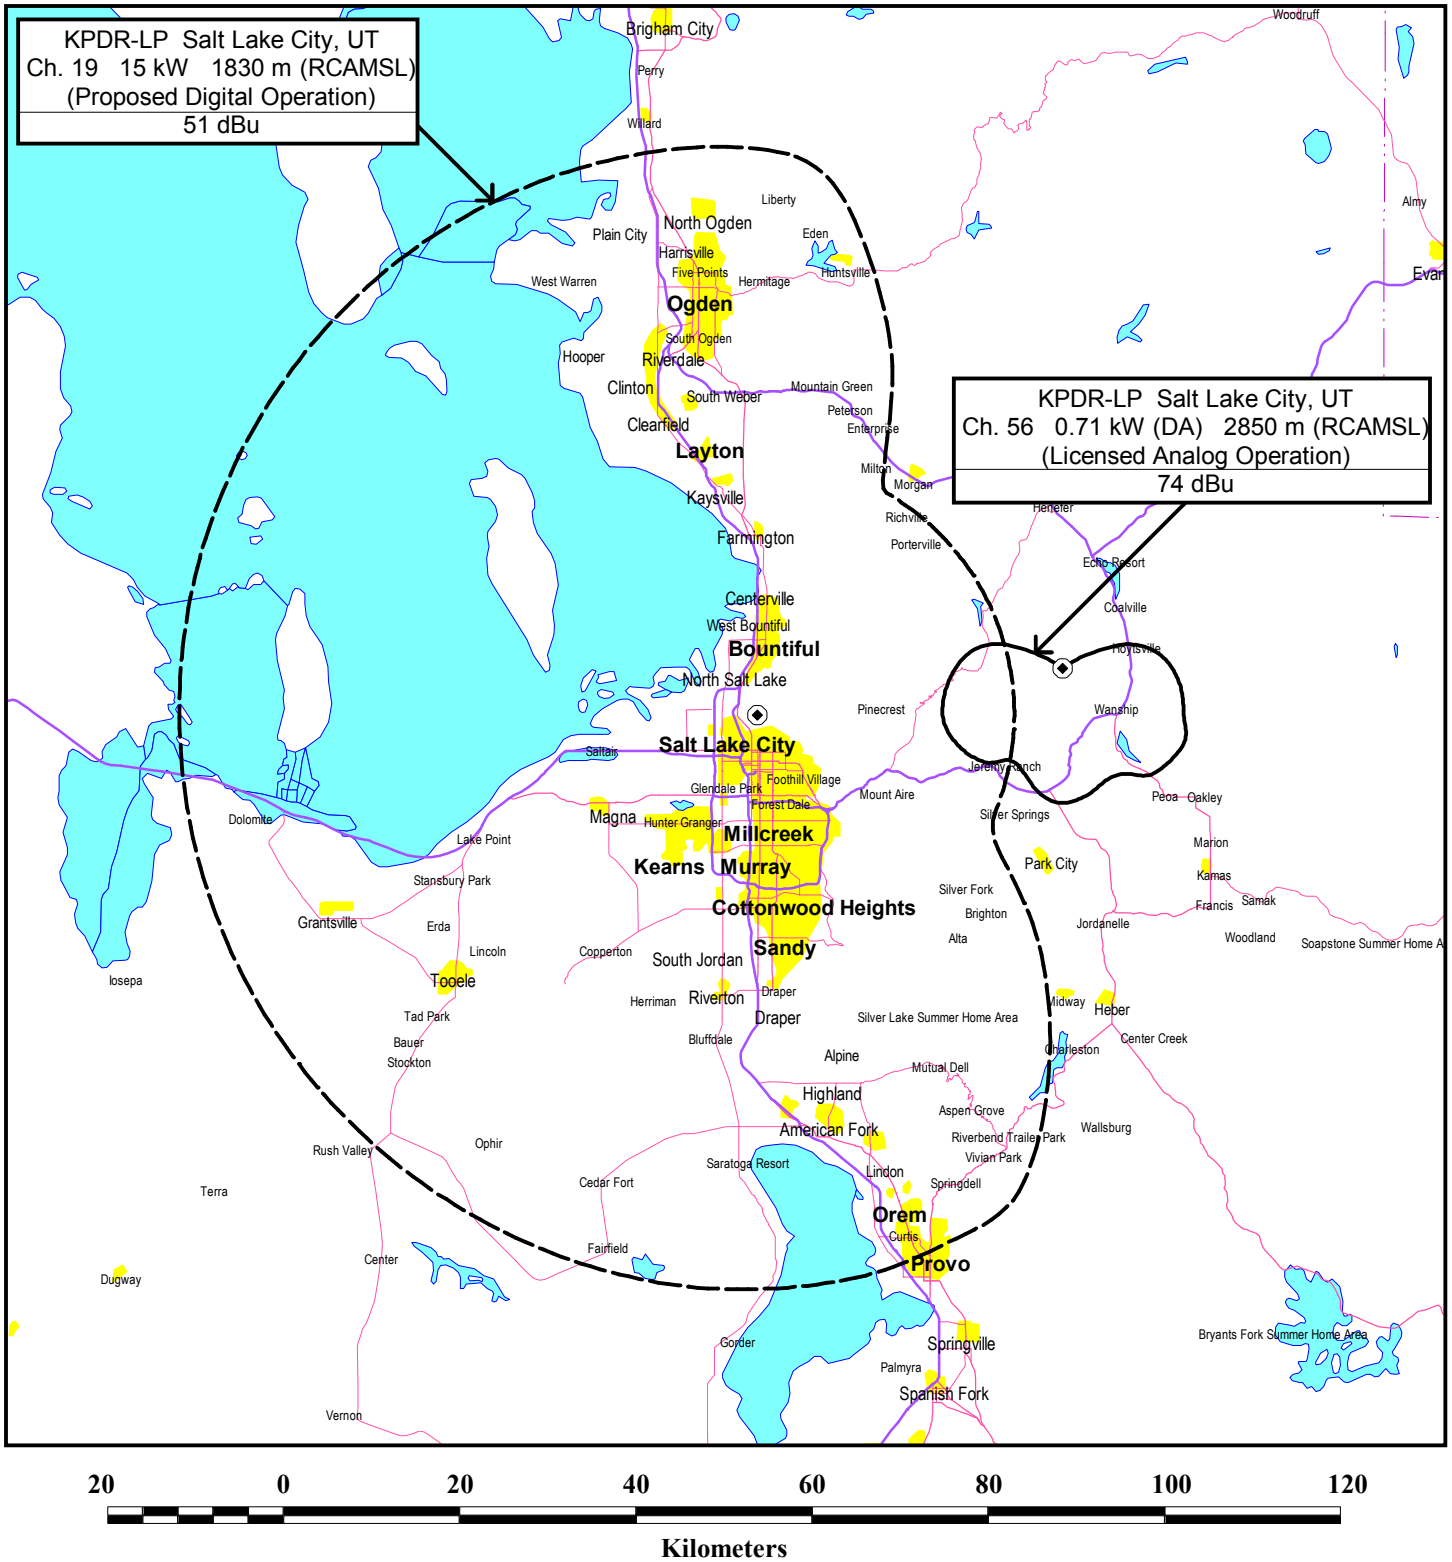 KPDR-LP Salt Lake City, UT
Ch. 19 15 kW 1830 m (RCAMSL)
(Proposed Digital Operation)
51 dBu
Brigham City
Woodruff
Perry
Willard
Liberty
Almy
North Ogden
Plain City
Eden
Harrisville
Five Points
Huntsville
West Warren
Hermitage
Ogden
South Ogden
Hooper
Riverdale
Clinton
Mountain Green
South Weber
Peterson
Clearfield
Enterprise
KPDR-LP Salt Lake City, UT
Ch. 56 0.71 kW (DA) 2850 m (RCAMSL)
(Licensed Analog Operation)
74 dBu
Layton
Milton
Morgan
Kaysville
Henefer
Richville
Farmington
Porterville
Echo Resort
Centerville
Coalville
West Bountiful
Bountiful
Hoytsville
North Salt Lake
Pinecrest
Wanship
Salt Lake City
Saltair
Jeremy Ranch
Foothill Village
Glendale Park
Mount Aire
Peoa
Oakley
Forest Dale
Magna
Hunter Granger
Silver Springs
Dolomite
Millcreek
Lake Point
Marion
Kearns
Murray
Park City
Kamas
Stansbury Park
Silver Fork
Samak
Francis
Cottonwood Heights
Brighton
Grantsville
Erda
Jordanelle
Alta
Woodland
Soapstone Summer Home A
Sandy
Lincoln
Copperton
South Jordan
Iosepa
Tooele
Draper
Riverton
Herriman
Midway
Heber
Tad Park
Draper
Silver Lake Summer Home Area
Bluffdale
Center Creek
Bauer
Charleston
Alpine
Stockton
Mutual Dell
Highland
Aspen Grove
American Fork
Wallsburg
Riverbend Trailer Park
Ophir
Rush Valley
Vivian Park
Saratoga Resort
Lindon
Cedar Fort
Springdell
Terra
Orem
Curtis
Fairfield
Center
Provo
Dugway
Bryants Fork Summer Home Area
Gorder
Springville
Palmyra
Spanish Fork
Vernon
20 0 20 40 60 80 100 120
Kilometers